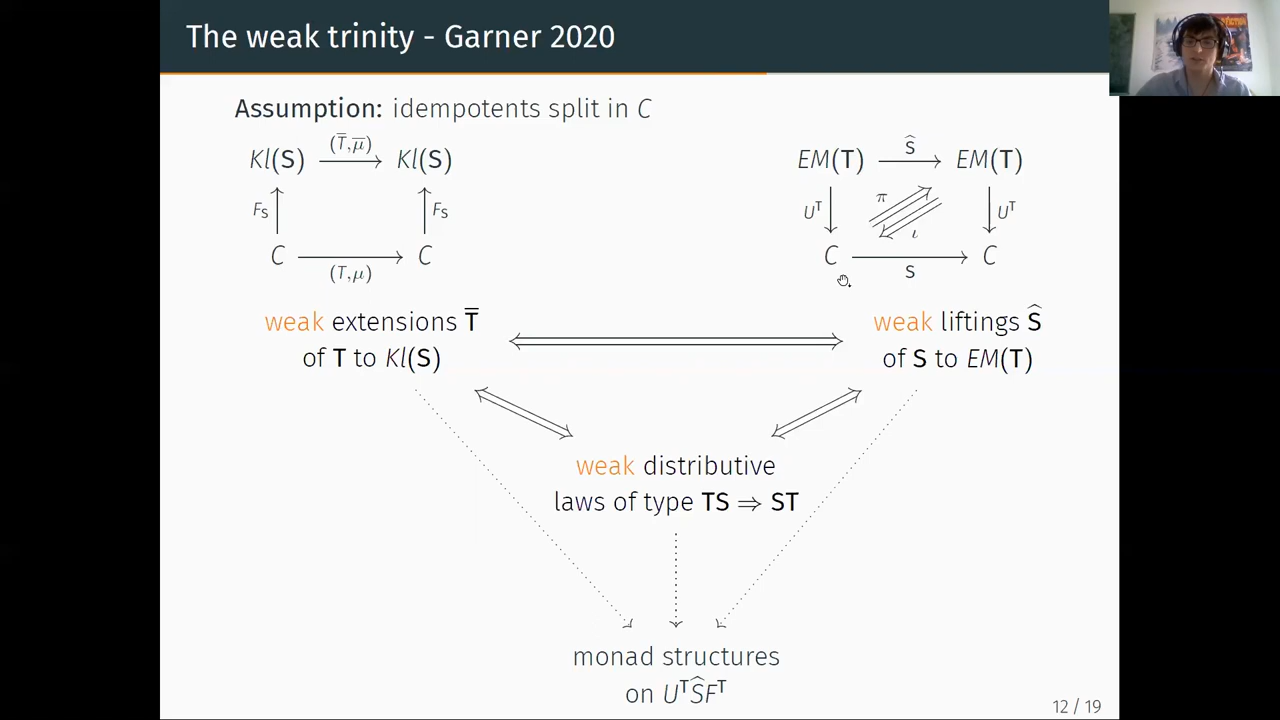 The weak trinity - Garner 2020
Assumption: idempotents split in C
Kl(S) (T̅,μ̅) Kl(S)
F_S F_S
C (T,μ) C
EM(T) Ŝ EM(T)
U^T π ι U^T
C S C
weak extensions T̅
of T to Kl(S)
weak liftings Ŝ
of S to EM(T)
weak distributive
laws of type TS ⇒ ST
monad structures
on U^TŜF^T
12 / 19